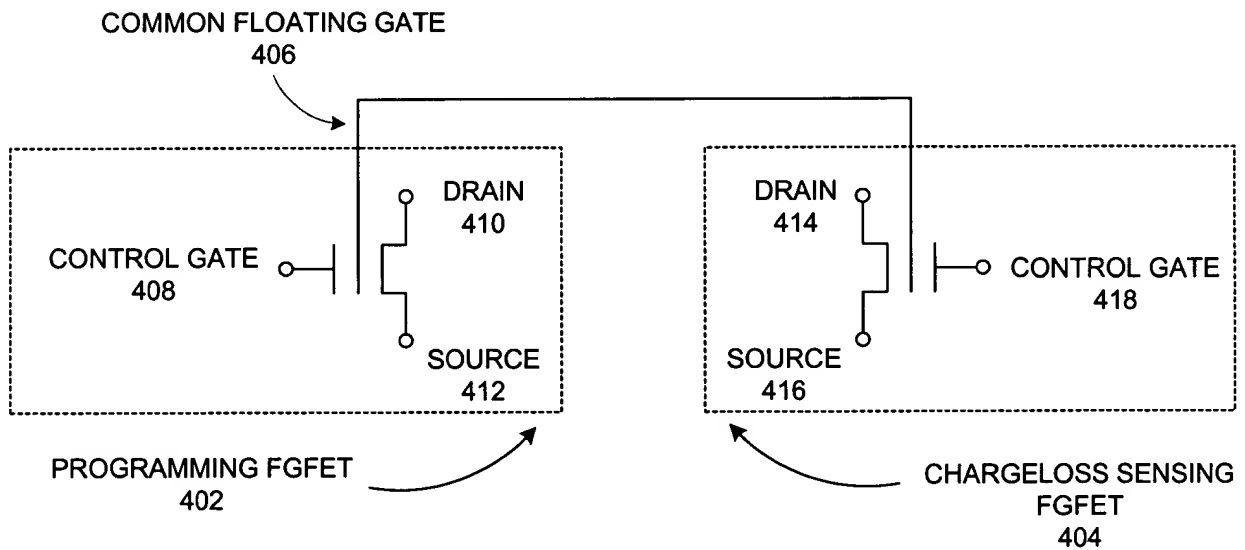 COMMON FLOATING GATE
406
DRAIN
410
CONTROL GATE
408
SOURCE
412
DRAIN
414
CONTROL GATE
418
SOURCE
416
PROGRAMMING FGFET
402
CHARGELOSS SENSING
FGFET
404